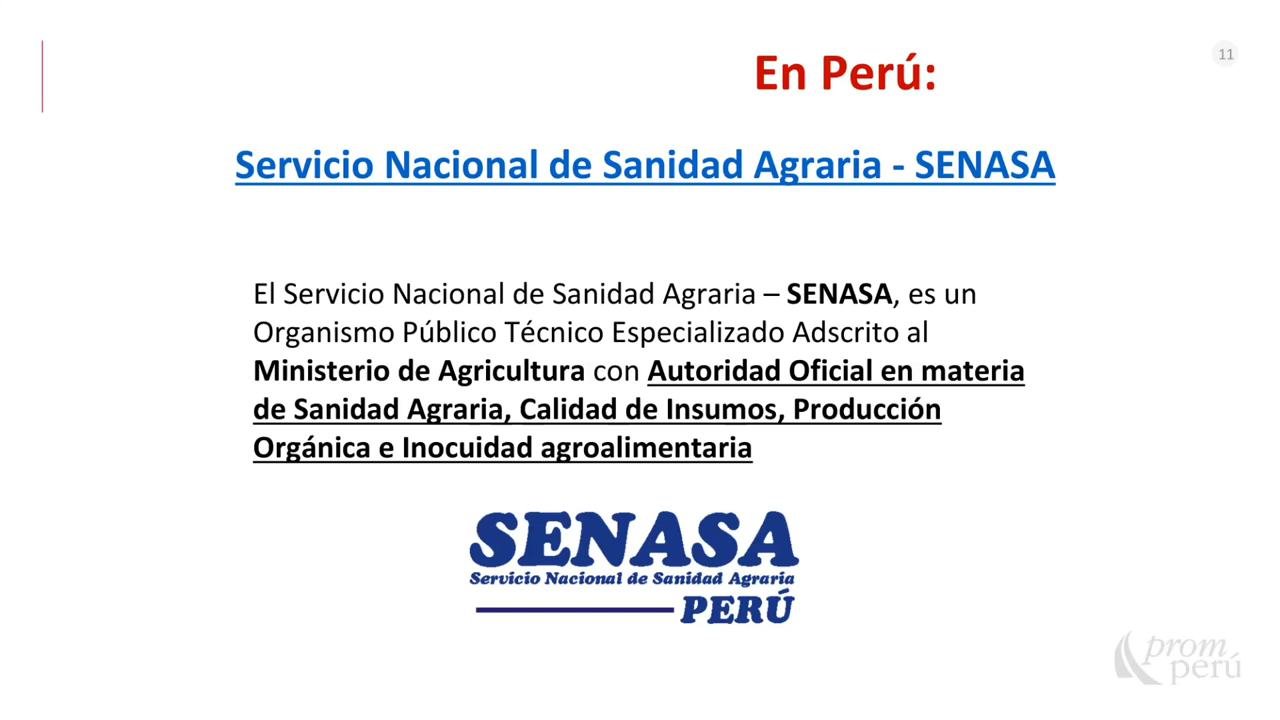 11
En Perú:
Servicio Nacional de Sanidad Agraria - SENASA
El Servicio Nacional de Sanidad Agraria – SENASA, es un
Organismo Público Técnico Especializado Adscrito al
Ministerio de Agricultura con Autoridad Oficial en materia
de Sanidad Agraria, Calidad de Insumos, Producción
Orgánica e Inocuidad agroalimentaria
SENASA
Servicio Nacional de Sanidad Agraria
PERÚ
prom
perú